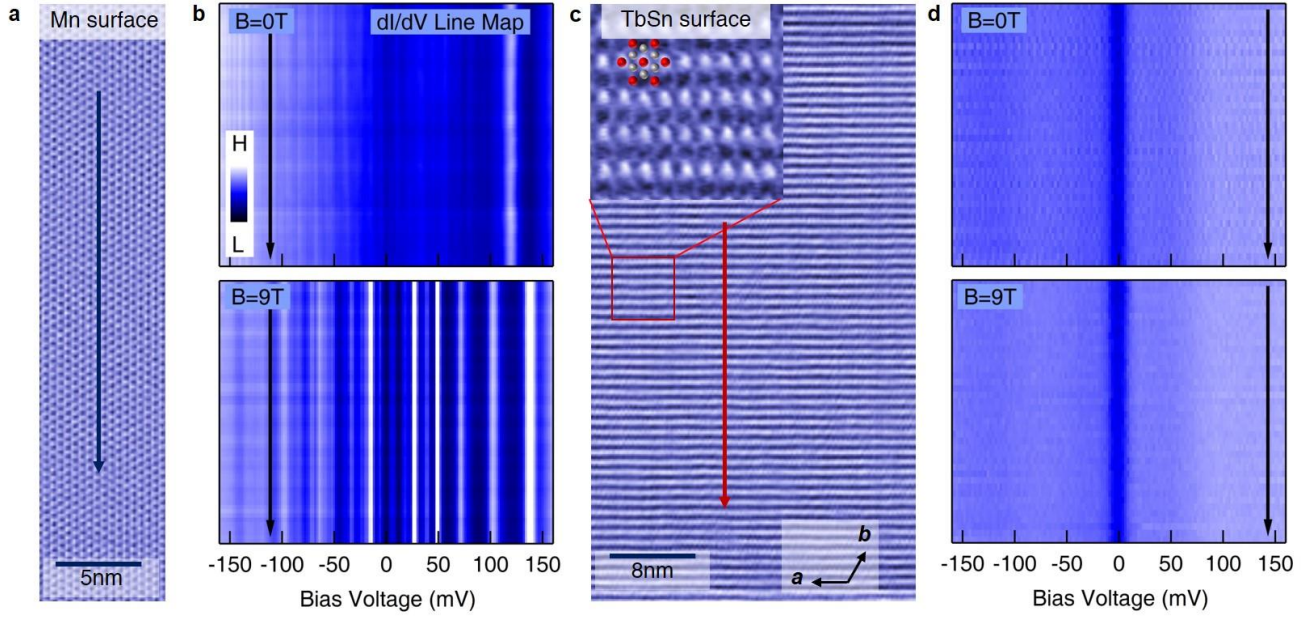 a
Mn surface
5nm
b
B=0T
dI/dV Line Map
H
L
B=9T
-150 -100 -50 0 50 100 150
Bias Voltage (mV)
c
TbSn surface
8nm
b
a
d
B=0T
B=9T
-150 -100 -50 0 50 100 150
Bias Voltage (mV)